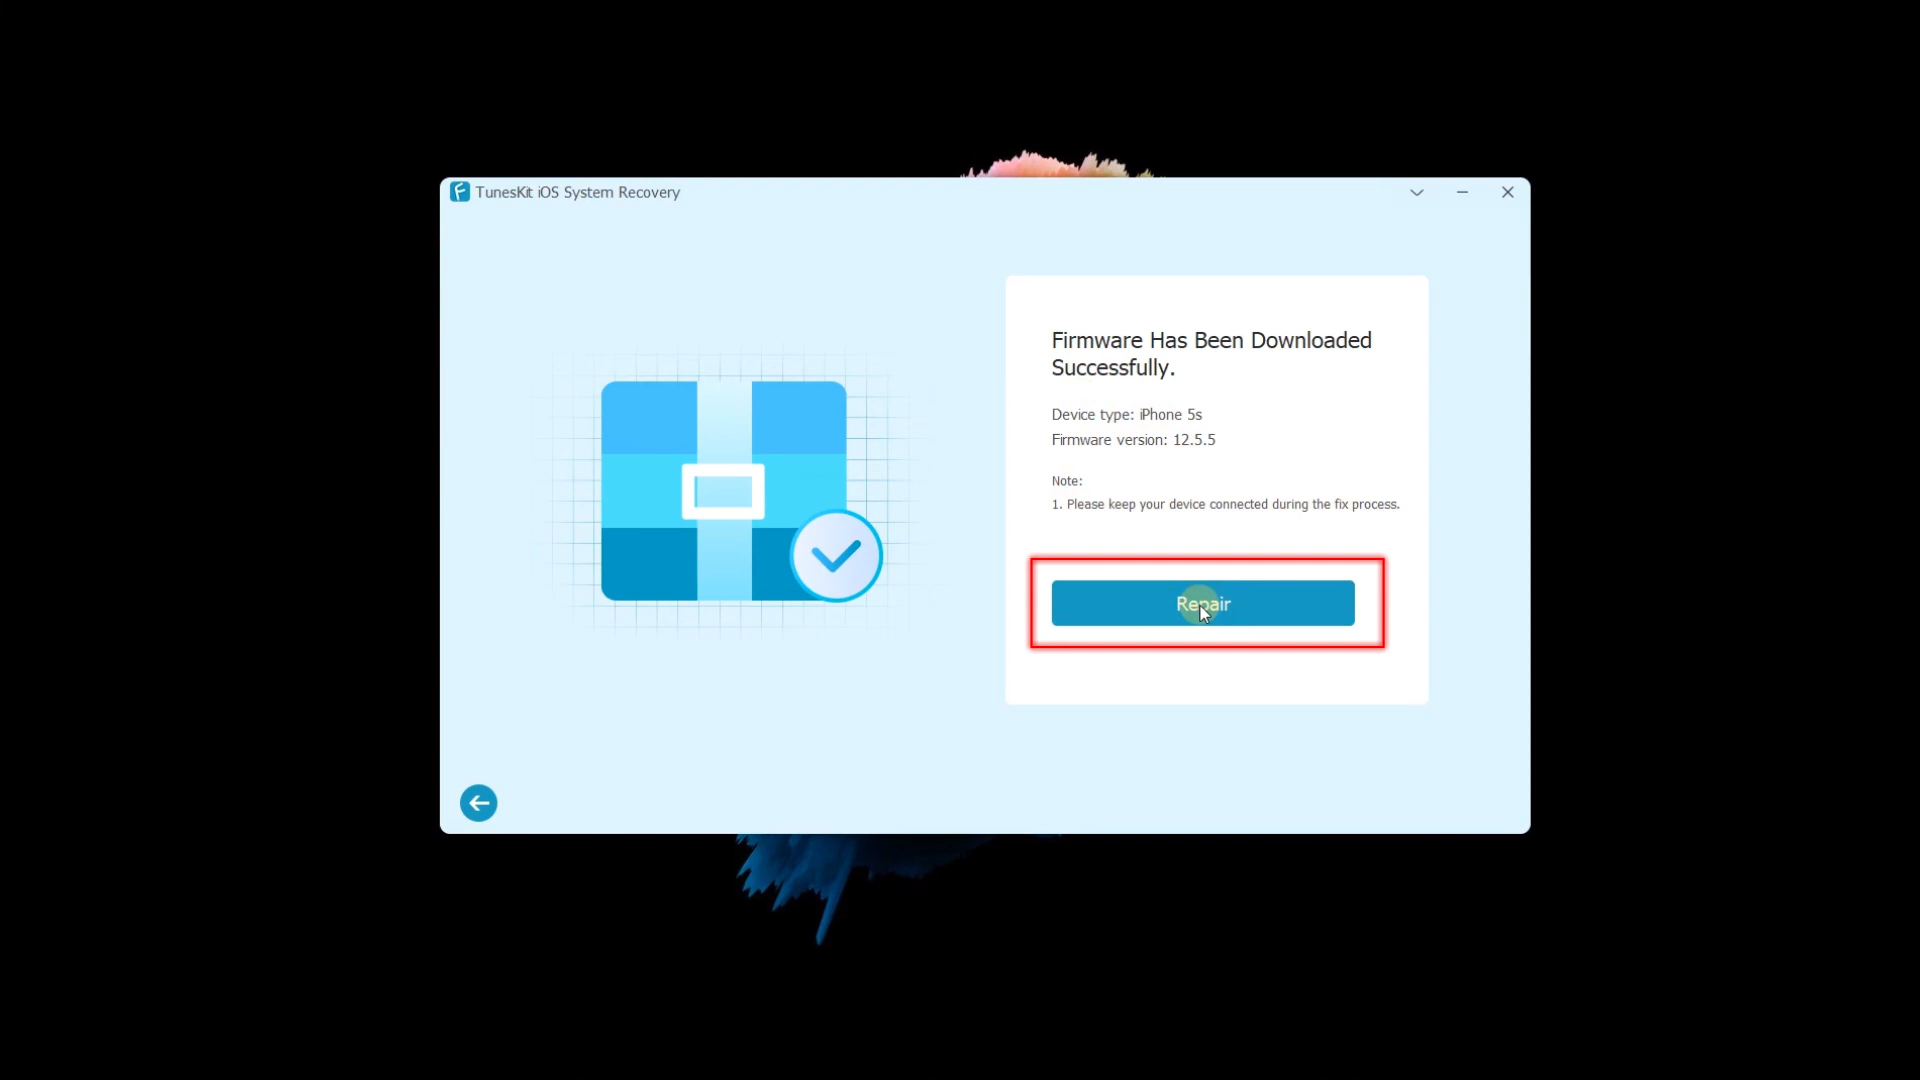 TunesKit iOS System Recovery
Firmware Has Been Downloaded
Successfully.
Device type: iPhone 5s
Firmware version: 12.5.5
Note:
1. Please keep your device connected during the fix process.
Repair